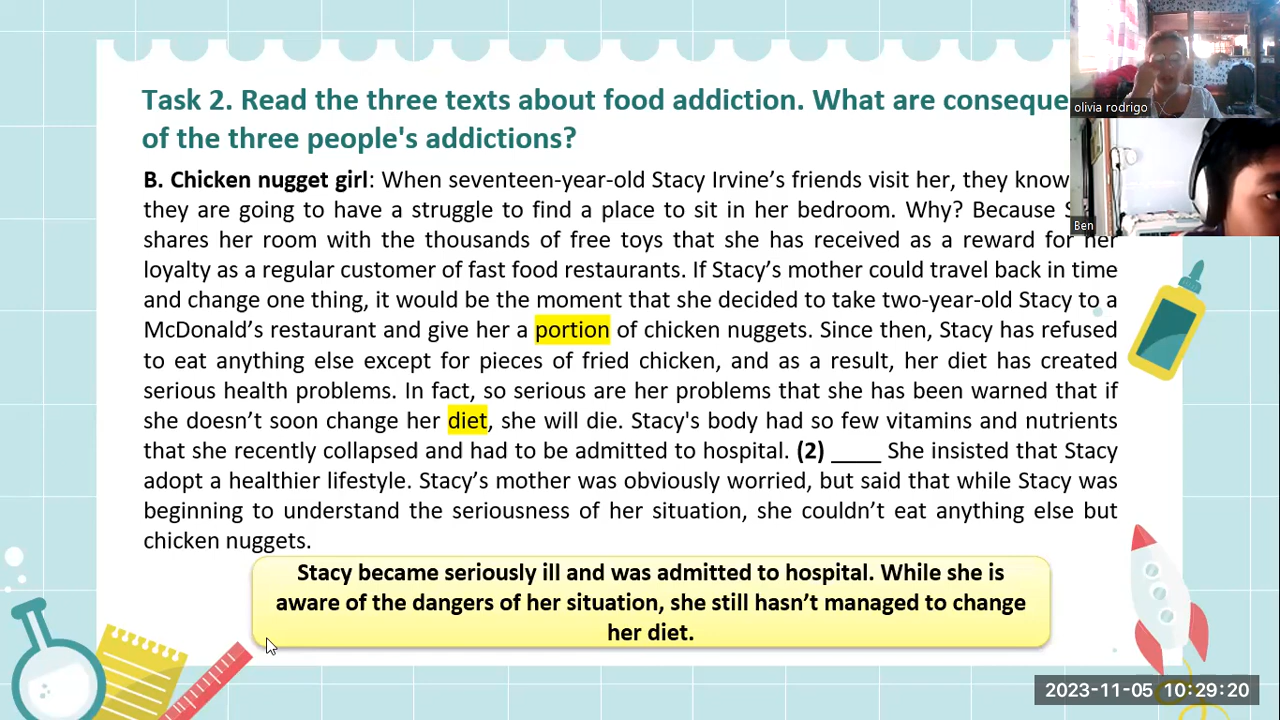 Task 2. Read the three texts about food addiction. What are conseque
of the three people's addictions?
B. Chicken nugget girl: When seventeen-year-old Stacy Irvine’s friends visit her, they know
they are going to have a struggle to find a place to sit in her bedroom. Why? Because S
shares her room with the thousands of free toys that she has received as a reward for her
loyalty as a regular customer of fast food restaurants. If Stacy’s mother could travel back in time
and change one thing, it would be the moment that she decided to take two-year-old Stacy to a
McDonald’s restaurant and give her a portion of chicken nuggets. Since then, Stacy has refused
to eat anything else except for pieces of fried chicken, and as a result, her diet has created
serious health problems. In fact, so serious are her problems that she has been warned that if
she doesn’t soon change her diet, she will die. Stacy's body had so few vitamins and nutrients
that she recently collapsed and had to be admitted to hospital. (2) ____ She insisted that Stacy
adopt a healthier lifestyle. Stacy’s mother was obviously worried, but said that while Stacy was
beginning to understand the seriousness of her situation, she couldn’t eat anything else but
chicken nuggets.
Stacy became seriously ill and was admitted to hospital. While she is
aware of the dangers of her situation, she still hasn’t managed to change
her diet.
olivia rodrigo
Ben
2023-11-05 10:29:20